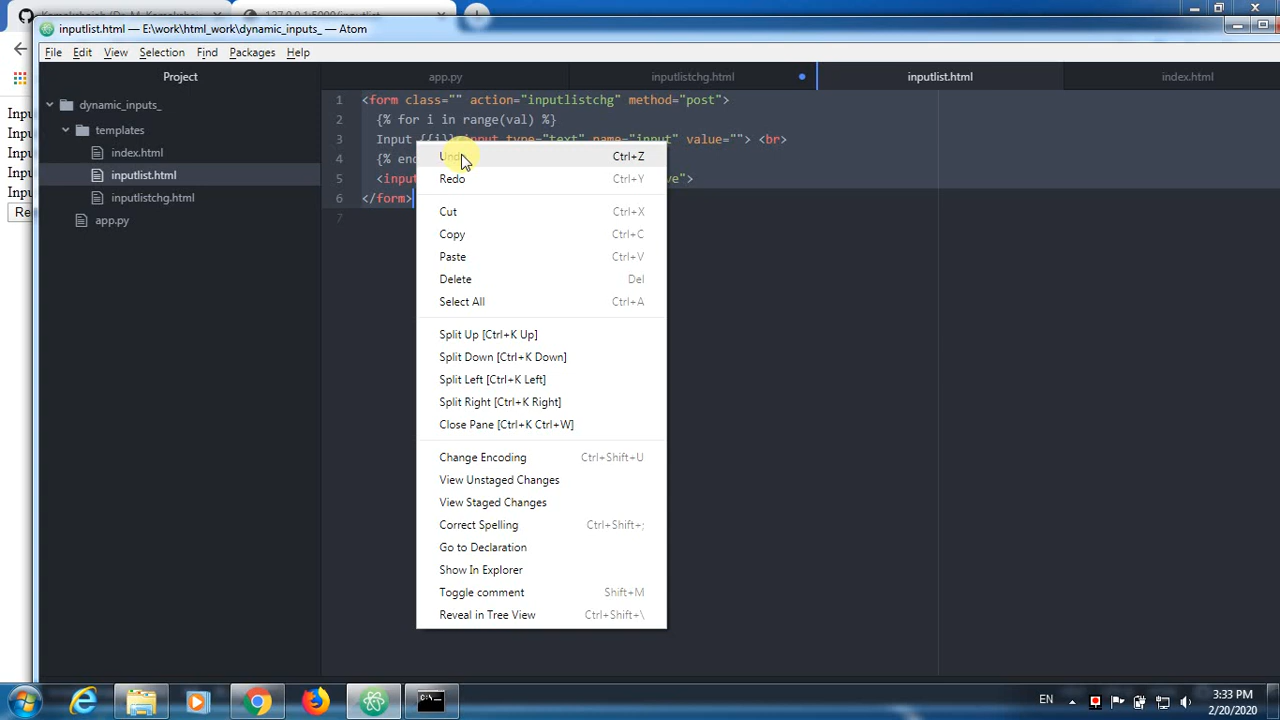 inputlist.html — E:\work\html_work\dynamic_inputs_ — Atom
File Edit View Selection Find Packages Help
Project
app.py
inputlistchg.html
inputlist.html
index.html
dynamic_inputs_
templates
index.html
inputlist.html
inputlistchg.html
app.py
1 <form class="" action="inputlistchg" method="post">
2 {% for i in range(val) %}
3 Input value=""> <br>
4 {%
5 <input
6 </form>
7
Undo Ctrl+Z
Redo Ctrl+Y
Cut Ctrl+X
Copy Ctrl+C
Paste Ctrl+V
Delete Del
Select All Ctrl+A
Split Up [Ctrl+K Up]
Split Down [Ctrl+K Down]
Split Left [Ctrl+K Left]
Split Right [Ctrl+K Right]
Close Pane [Ctrl+K Ctrl+W]
Change Encoding Ctrl+Shift+U
View Unstaged Changes
View Staged Changes
Correct Spelling Ctrl+Shift+;
Go to Declaration
Show In Explorer
Toggle comment Shift+M
Reveal in Tree View Ctrl+Shift+\
EN
3:33 PM
2/20/2020